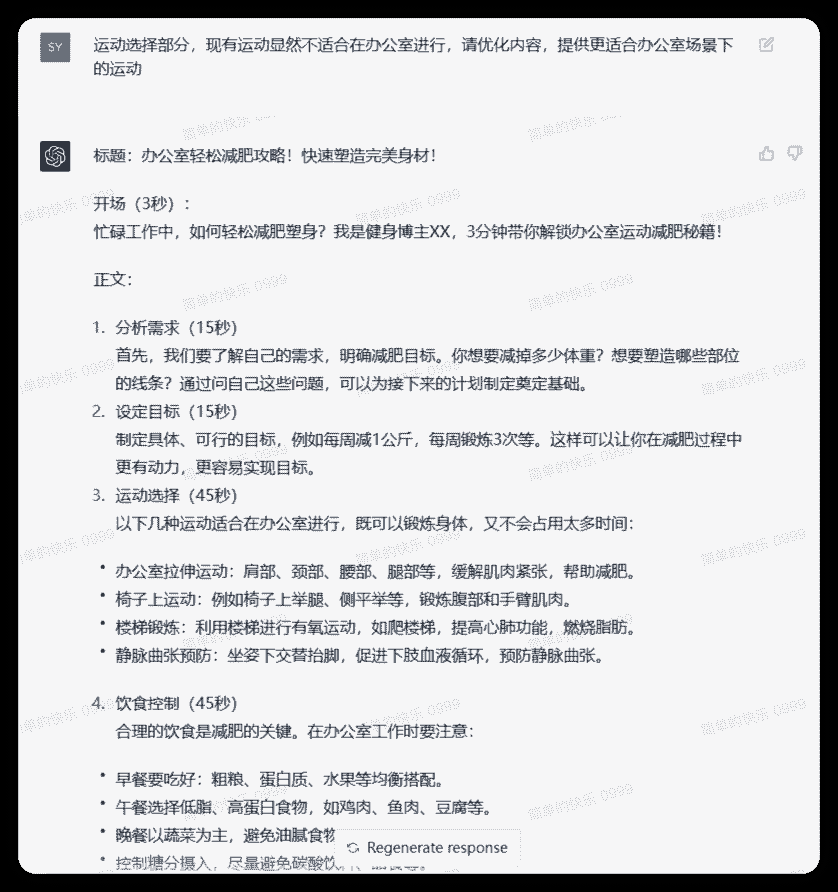 SY
运动选择部分，现有运动显然不适合在办公室进行，请优化内容，提供更适合办公室场景下
的运动
标题：办公室轻松减肥攻略！快速塑造完美身材！
开场（3秒）：
忙碌工作中，如何轻松减肥塑身？我是健身博主XX，3分钟带你解锁办公室运动减肥秘籍！
正文：
1. 分析需求（15秒）
首先，我们要了解自己的需求，明确减肥目标。你想要减掉多少体重？想要塑造哪些部位
的线条？通过问自己这些问题，可以为接下来的计划制定奠定基础。
2. 设定目标（15秒）
制定具体、可行的目标，例如每周减1公斤，每周锻炼3次等。这样可以让你在减肥过程中
更有动力，更容易实现目标。
3. 运动选择（45秒）
以下几种运动适合在办公室进行，既可以锻炼身体，又不会占用太多时间：
• 办公室拉伸运动：肩部、颈部、腰部、腿部等，缓解肌肉紧张，帮助减肥。
• 椅子上运动：例如椅子上举腿、侧平举等，锻炼腹部和手臂肌肉。
• 楼梯锻炼：利用楼梯进行有氧运动，如爬楼梯，提高心肺功能，燃烧脂肪。
• 静脉曲张预防：坐姿下交替抬脚，促进下肢血液循环，预防静脉曲张。
4. 饮食控制（45秒）
合理的饮食是减肥的关键。在办公室工作时要注意：
• 早餐要吃好：粗粮、蛋白质、水果等均衡搭配。
• 午餐选择低脂、高蛋白食物，如鸡肉、鱼肉、豆腐等。
• 晚餐以蔬菜为主，避免油腻食物
Regenerate response
• 控制糖分摄入，尽量避免碳酸饮
简单的快乐 0999